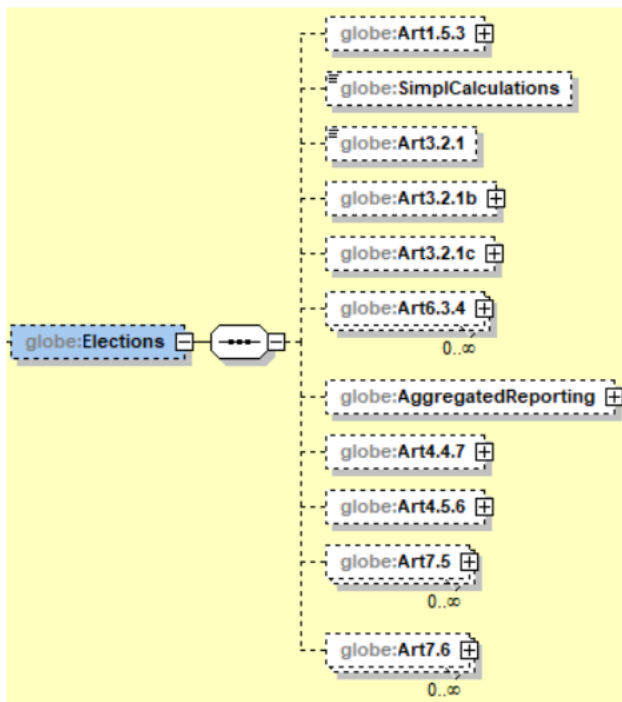 globe:Art1.5.3
globe:SimplCalculations
globe:Art3.2.1
globe:Art3.2.1b
globe:Art3.2.1c
globe:Art6.3.4
0..∞
globe:Elections
globe:AggregatedReporting
globe:Art4.4.7
globe:Art4.5.6
globe:Art7.5
0..∞
globe:Art7.6
0..∞